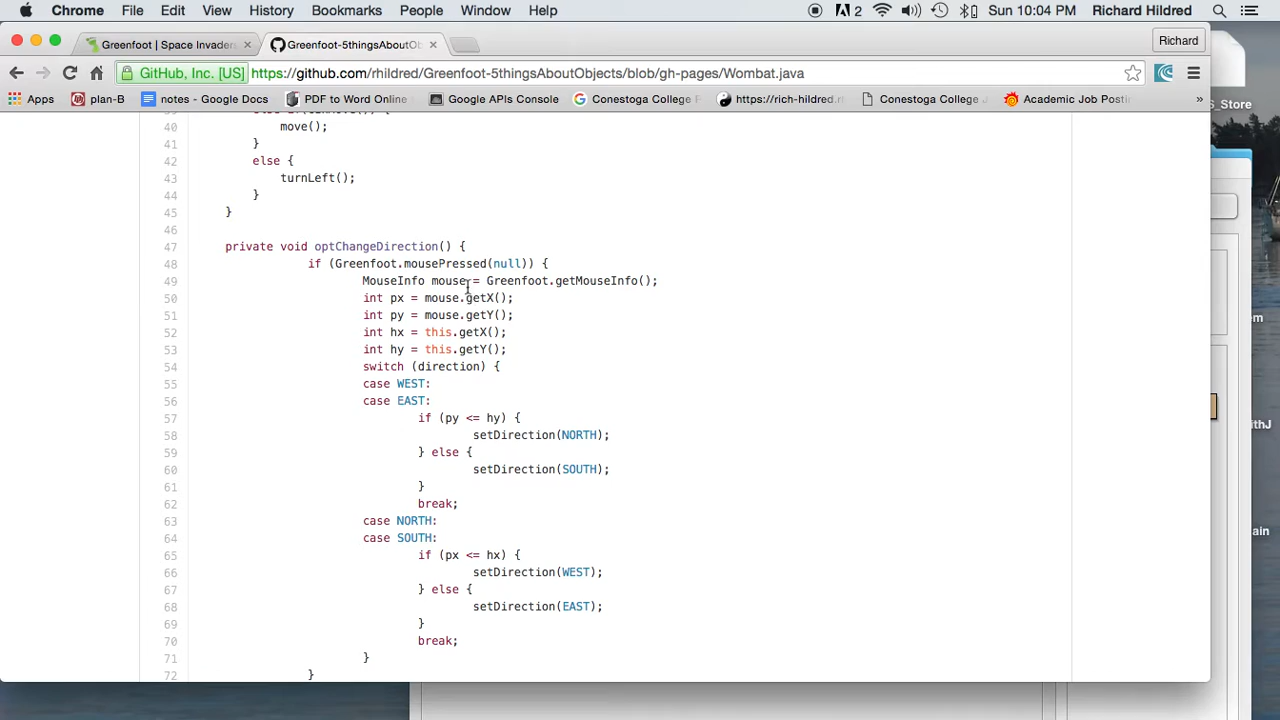 Chrome File Edit View History Bookmarks People Window Help 2 Sun 10:04 PM Richard Hildred
Greenfoot | Space Invader × Greenfoot-5thingsAboutOb × Richard
GitHub, Inc. [US] https://github.com/rhildred/Greenfoot-5thingsAboutObjects/blob/gh-pages/Wombat.java
Apps plan-B notes - Google Docs PDF to Word Online Google APIs Console Conestoga College https://rich-hildred.r Conestoga College Academic Job Posti »
S_Store
40 move();
41 }
42 else {
43 turnLeft();
44 }
45 }
46
47 private void optChangeDirection() {
48 if (Greenfoot.mousePressed(null)) {
49 MouseInfo mouse = Greenfoot.getMouseInfo();
50 int px = mouse.getX();
51 int py = mouse.getY();
52 int hx = this.getX();
53 int hy = this.getY();
54 switch (direction) {
55 case WEST:
56 case EAST:
57 if (py <= hy) {
58 setDirection(NORTH);
59 } else {
60 setDirection(SOUTH);
61 }
62 break;
63 case NORTH:
64 case SOUTH:
65 if (px <= hx) {
66 setDirection(WEST);
67 } else {
68 setDirection(EAST);
69 }
70 break;
71 }
72 }
em
ithJ
ain